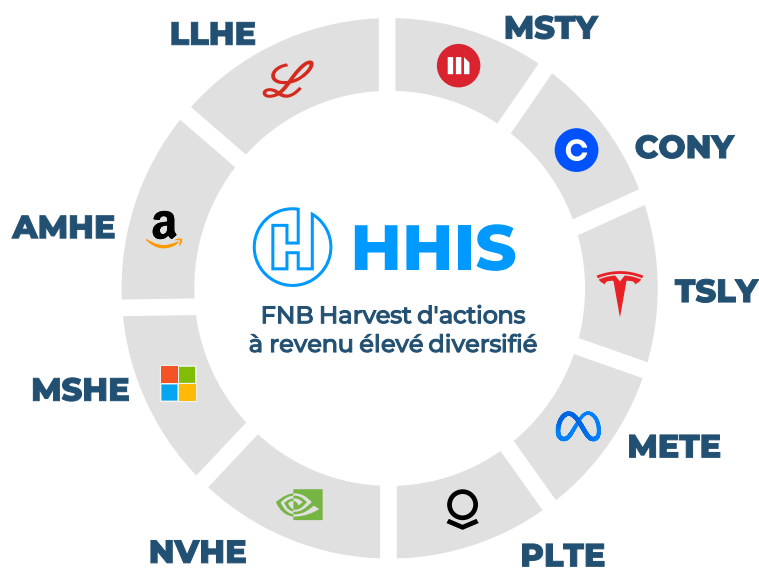 LLHE
MSTY
CONY
AMHE
HHIS
TSLY
FNB Harvest d'actions
à revenu élevé diversifié
MSHE
METE
NVHE
PLTE